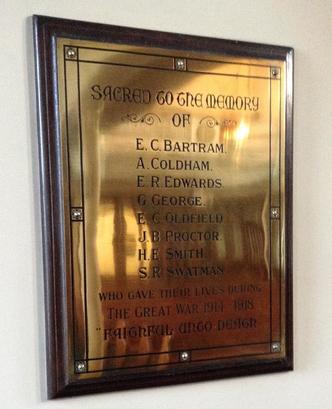 SACRED TO THE MEMORY
OF
E. C. BARTRAM.
A. COLDHAM.
E. R. EDWARDS.
G. GEORGE.
E. C. OLDFIELD.
J. B. PROCTOR.
H. E. SMITH.
S. R. SWATMAN.
WHO GAVE THEIR LIVES DURING
THE GREAT WAR 1914-1918.
"FAITHFUL UNTO DEATH"